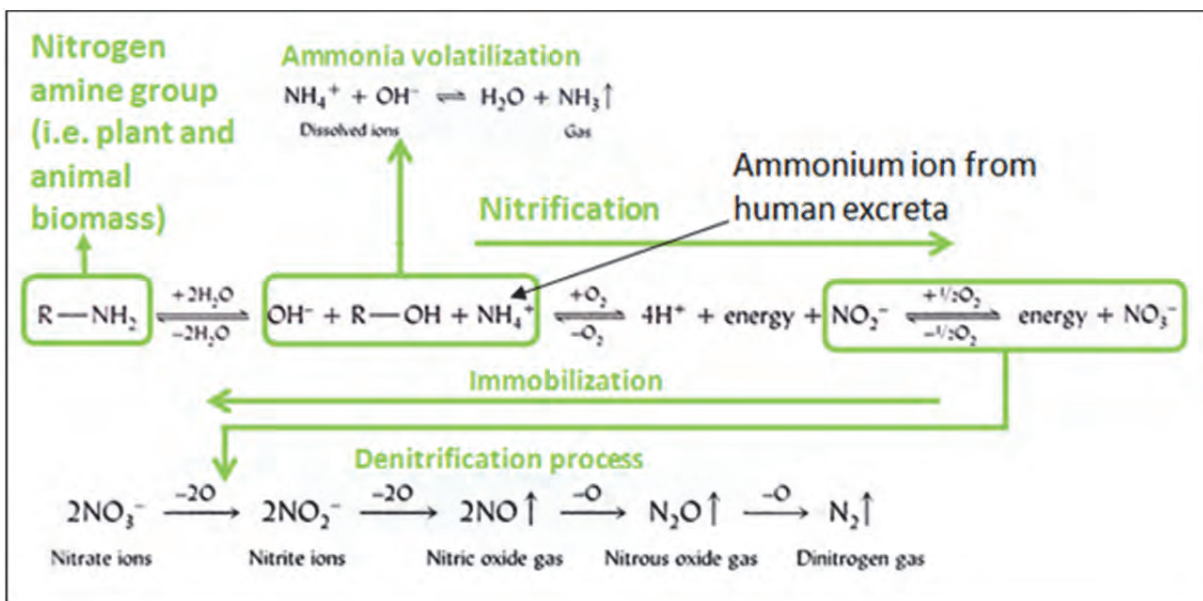 Nitrogen
amine group
(i.e. plant and
animal
biomass)
Ammonia volatilization
NH₄⁺ + OH⁻ ⇌ H₂O + NH₃↑
Dissolved ions Gas
Ammonium ion from
human excreta
Nitrification
R—NH₂ +2H₂O ⇌ −2H₂O OH⁻ + R—OH + NH₄⁺ +O₂ ⇌ −O₂ 4H⁺ + energy + NO₂⁻ +½O₂ ⇌ −½O₂ energy + NO₃⁻
Immobilization
Denitrification process
2NO₃⁻ −2O → 2NO₂⁻ −2O → 2NO↑ −O → N₂O↑ −O → N₂↑
Nitrate ions Nitrite ions Nitric oxide gas Nitrous oxide gas Dinitrogen gas